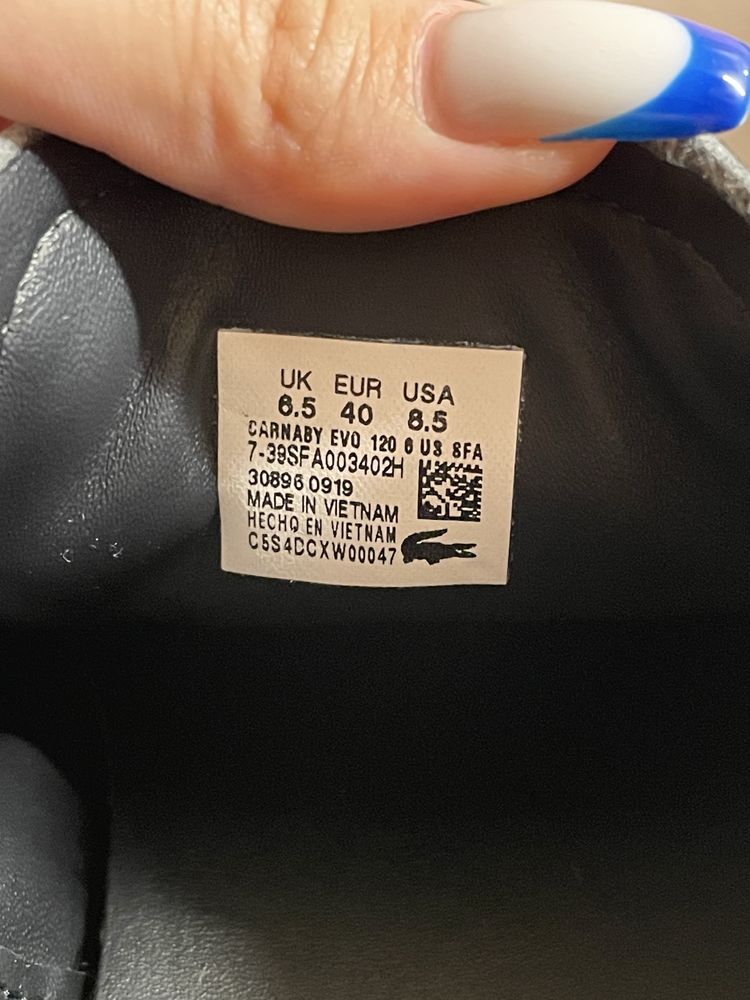 UK EUR USA
6.5 40 8.5
CARNABY EVO 120 6 US SFA
7-39SFA003402H
30896 0919
MADE IN VIETNAM
HECHO EN VIETNAM
C5S4DCXW00047